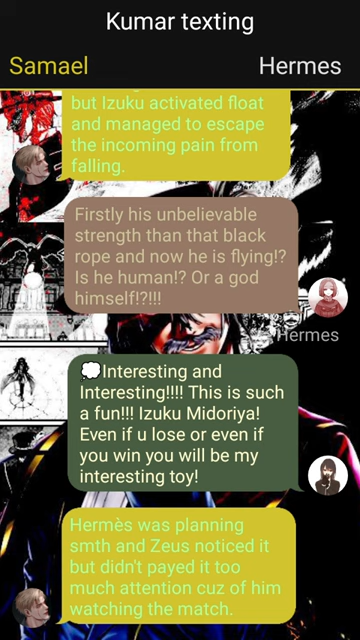 Kumar texting
Samael
Hermes
but Izuku activated float
and managed to escape
the incoming pain from
falling.
Firstly his unbelievable
strength than that black
rope and now he is flying!?
Is he human!? Or a god
himself!?!!!
Hermes
💭Interesting and
Interesting!!!! This is such
a fun!!! Izuku Midoriya!
Even if u lose or even if
you win you will be my
interesting toy!
Hermès was planning
smth and Zeus noticed it
but didn't payed it too
much attention cuz of him
watching the match.